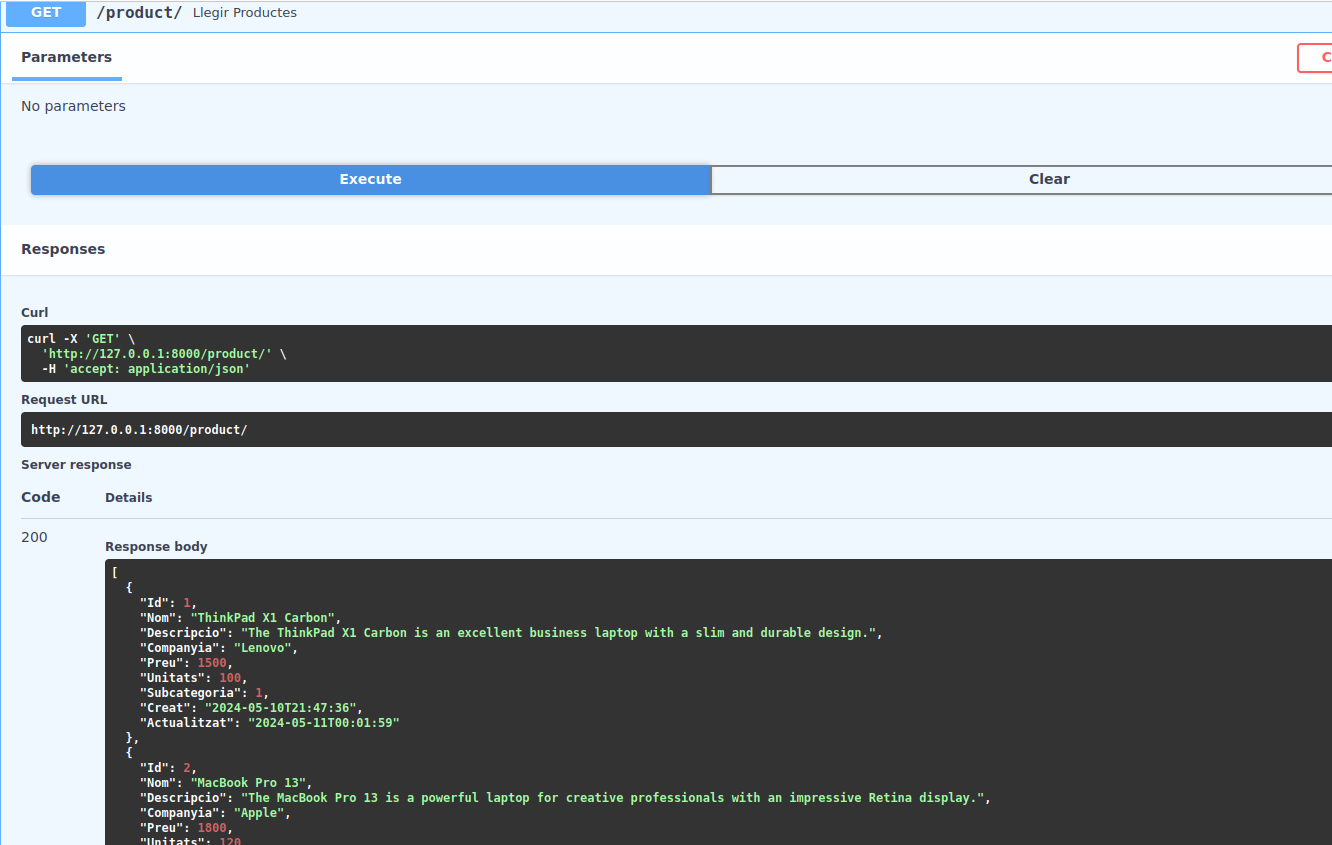 GET /product/ Llegir Productes
Parameters
No parameters
Execute Clear
Responses
Curl
curl -X 'GET' \
'http://127.0.0.1:8000/product/' \
-H 'accept: application/json'
Request URL
http://127.0.0.1:8000/product/
Server response
Code Details
200
Response body
[
{
"Id": 1,
"Nom": "ThinkPad X1 Carbon",
"Descripcio": "The ThinkPad X1 Carbon is an excellent business laptop with a slim and durable design.",
"Companyia": "Lenovo",
"Preu": 1500,
"Unitats": 100,
"Subcategoria": 1,
"Creat": "2024-05-10T21:47:36",
"Actualitzat": "2024-05-11T00:01:59"
},
{
"Id": 2,
"Nom": "MacBook Pro 13",
"Descripcio": "The MacBook Pro 13 is a powerful laptop for creative professionals with an impressive Retina display.",
"Companyia": "Apple",
"Preu": 1800,
"Unitats": 120